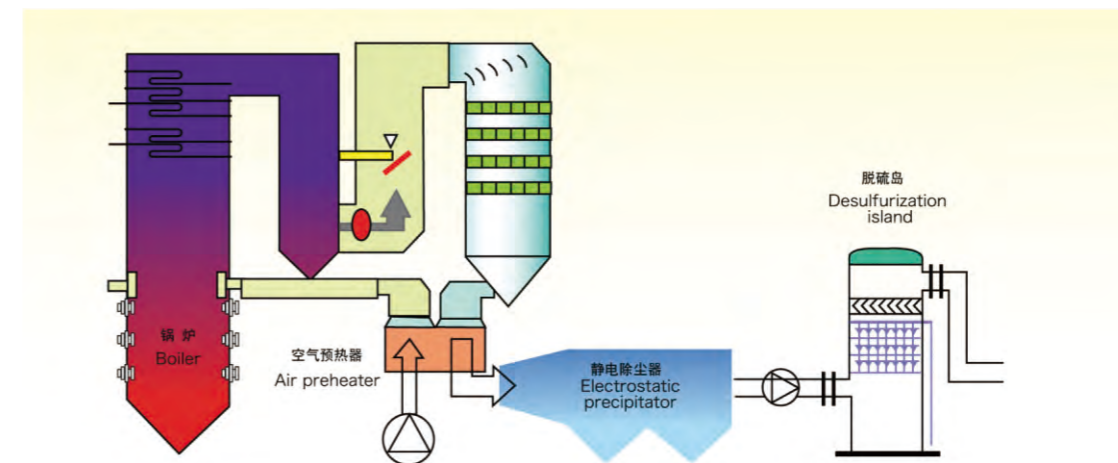 脱硫岛
Desulfurization
island
锅 炉
Boiler
空气预热器
Air preheater
静电除尘器
Electrostatic
precipitator